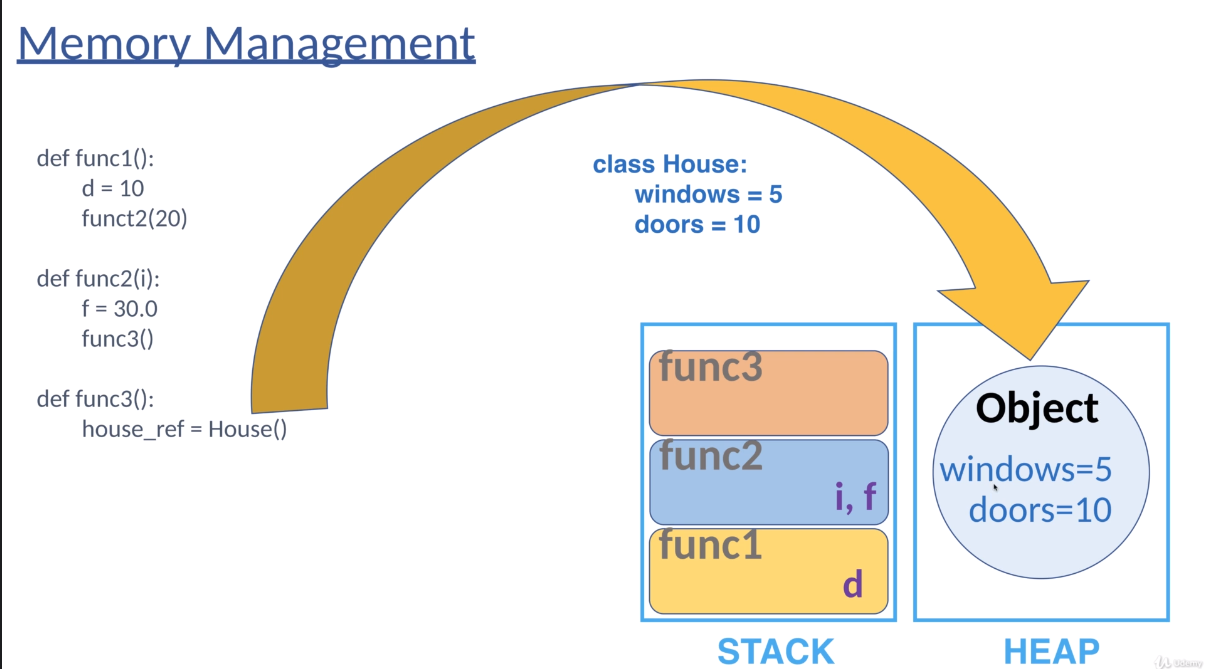 Memory Management
def func1():
d = 10
funct2(20)
def func2(i):
f = 30.0
func3()
def func3():
house_ref = House()
class House:
windows = 5
doors = 10
func3
func2
i, f
func1
d
STACK
Object
windows=5
doors=10
HEAP
Udemy